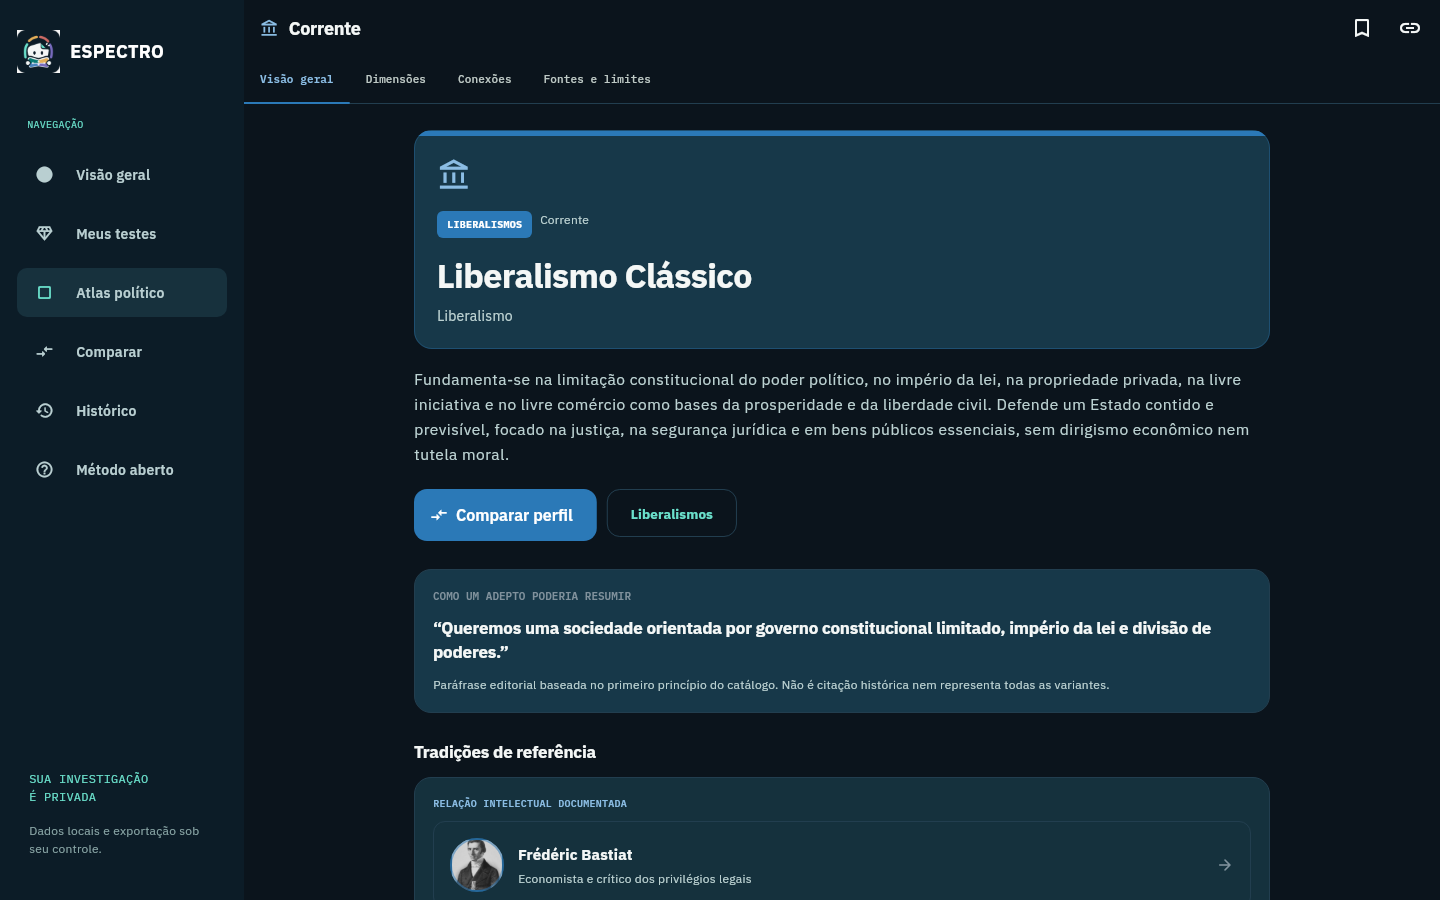 ESPECTRO
NAVEGAÇÃO
Visão geral
Meus testes
Atlas político
Comparar
Histórico
Método aberto
SUA INVESTIGAÇÃO
É PRIVADA
Dados locais e exportação sob
seu controle.
Corrente
Visão geral
Dimensões
Conexões
Fontes e limites
LIBERALISMOS
Corrente
Liberalismo Clássico
Liberalismo
Fundamenta-se na limitação constitucional do poder político, no império da lei, na propriedade privada, na livre
iniciativa e no livre comércio como bases da prosperidade e da liberdade civil. Defende um Estado contido e
previsível, focado na justiça, na segurança jurídica e em bens públicos essenciais, sem dirigismo econômico nem
tutela moral.
Comparar perfil
Liberalismos
COMO UM ADEPTO PODERIA RESUMIR
“Queremos uma sociedade orientada por governo constitucional limitado, império da lei e divisão de
poderes.”
Paráfrase editorial baseada no primeiro princípio do catálogo. Não é citação histórica nem representa todas as variantes.
Tradições de referência
RELAÇÃO INTELECTUAL DOCUMENTADA
Frédéric Bastiat
Economista e crítico dos privilégios legais